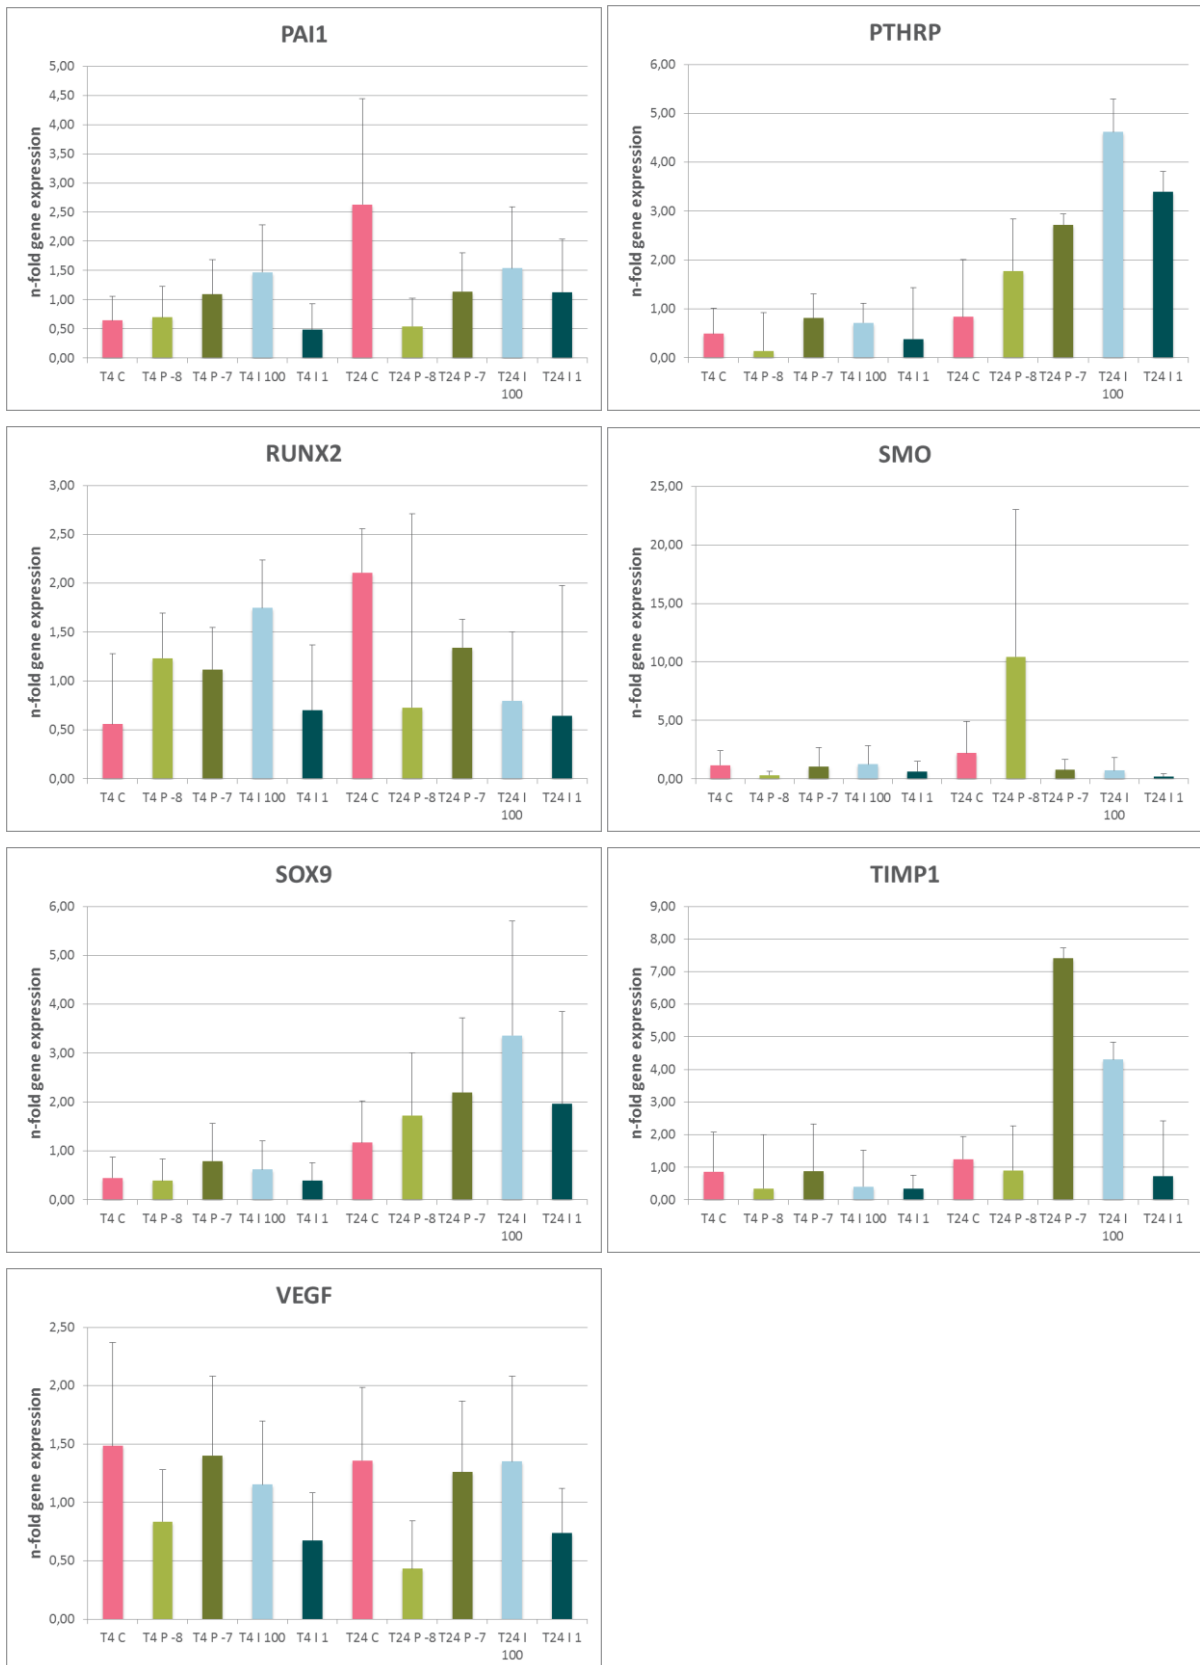 PAI1
n-fold gene expression
5,00
4,50
4,00
3,50
3,00
2,50
2,00
1,50
1,00
0,50
0,00
T4 C T4 P -8 T4 P -7 T4 I 100 T4 I 1 T24 C T24 P -8 T24 P -7 T24 I T24 I 1
100
PTHRP
n-fold gene expression
6,00
5,00
4,00
3,00
2,00
1,00
0,00
T4 C T4 P -8 T4 P -7 T4 I 100 T4 I 1 T24 C T24 P -8 T24 P -7 T24 I T24 I 1
100
RUNX2
n-fold gene expression
3,00
2,50
2,00
1,50
1,00
0,50
0,00
T4 C T4 P -8 T4 P -7 T4 I 100 T4 I 1 T24 C T24 P -8 T24 P -7 T24 I T24 I 1
100
SMO
n-fold gene expression
25,00
20,00
15,00
10,00
5,00
0,00
T4 C T4 P -8 T4 P -7 T4 I 100 T4 I 1 T24 C T24 P -8 T24 P -7 T24 I T24 I 1
100
SOX9
n-fold gene expression
6,00
5,00
4,00
3,00
2,00
1,00
0,00
T4 C T4 P -8 T4 P -7 T4 I 100 T4 I 1 T24 C T24 P -8 T24 P -7 T24 I T24 I 1
100
TIMP1
n-fold gene expression
9,00
8,00
7,00
6,00
5,00
4,00
3,00
2,00
1,00
0,00
T4 C T4 P -8 T4 P -7 T4 I 100 T4 I 1 T24 C T24 P -8 T24 P -7 T24 I T24 I 1
100
VEGF
n-fold gene expression
2,50
2,00
1,50
1,00
0,50
0,00
T4 C T4 P -8 T4 P -7 T4 I 100 T4 I 1 T24 C T24 P -8 T24 P -7 T24 I T24 I 1
100